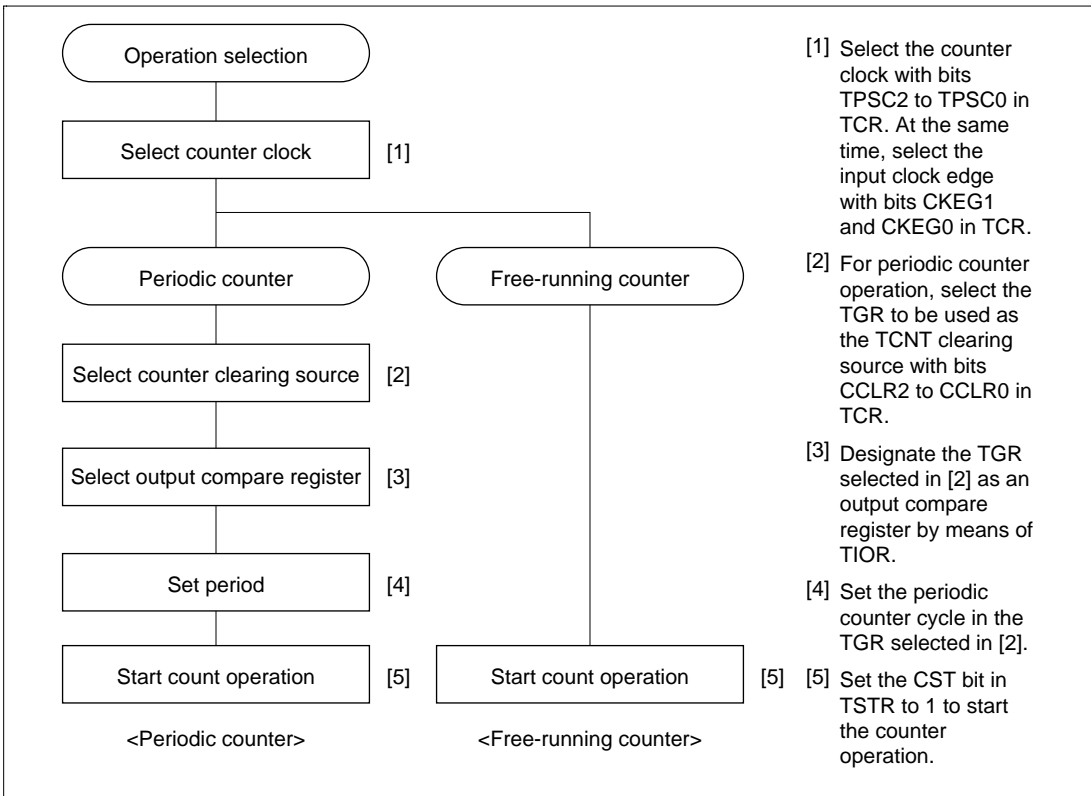 Operation selection
Select counter clock [1]
Periodic counter
Free-running counter
Select counter clearing source [2]
Select output compare register [3]
Set period [4]
Start count operation [5]
Start count operation [5]
<Periodic counter>
<Free-running counter>
[1] Select the counter
clock with bits
TPSC2 to TPSC0 in
TCR. At the same
time, select the
input clock edge
with bits CKEG1
and CKEG0 in TCR.
[2] For periodic counter
operation, select the
TGR to be used as
the TCNT clearing
source with bits
CCLR2 to CCLR0 in
TCR.
[3] Designate the TGR
selected in [2] as an
output compare
register by means of
TIOR.
[4] Set the periodic
counter cycle in the
TGR selected in [2].
[5] Set the CST bit in
TSTR to 1 to start
the counter
operation.